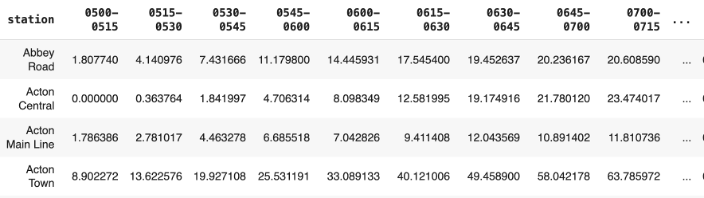 station 0500-0515 0515-0530 0530-0545 0545-0600 0600-0615 0615-0630 0630-0645 0645-0700 0700-0715 ...
Abbey Road 1.807740 4.140976 7.431666 11.179800 14.445931 17.545400 19.452637 20.236167 20.608590 ...
Acton Central 0.000000 0.363764 1.841997 4.706314 8.098349 12.581995 19.174916 21.780120 23.474017 ...
Acton Main Line 1.786386 2.781017 4.463278 6.685518 7.042826 9.411408 12.043569 10.891402 11.810736 ...
Acton Town 8.902272 13.622576 19.927108 25.531191 33.089133 40.121006 49.458900 58.042178 63.785972 ...